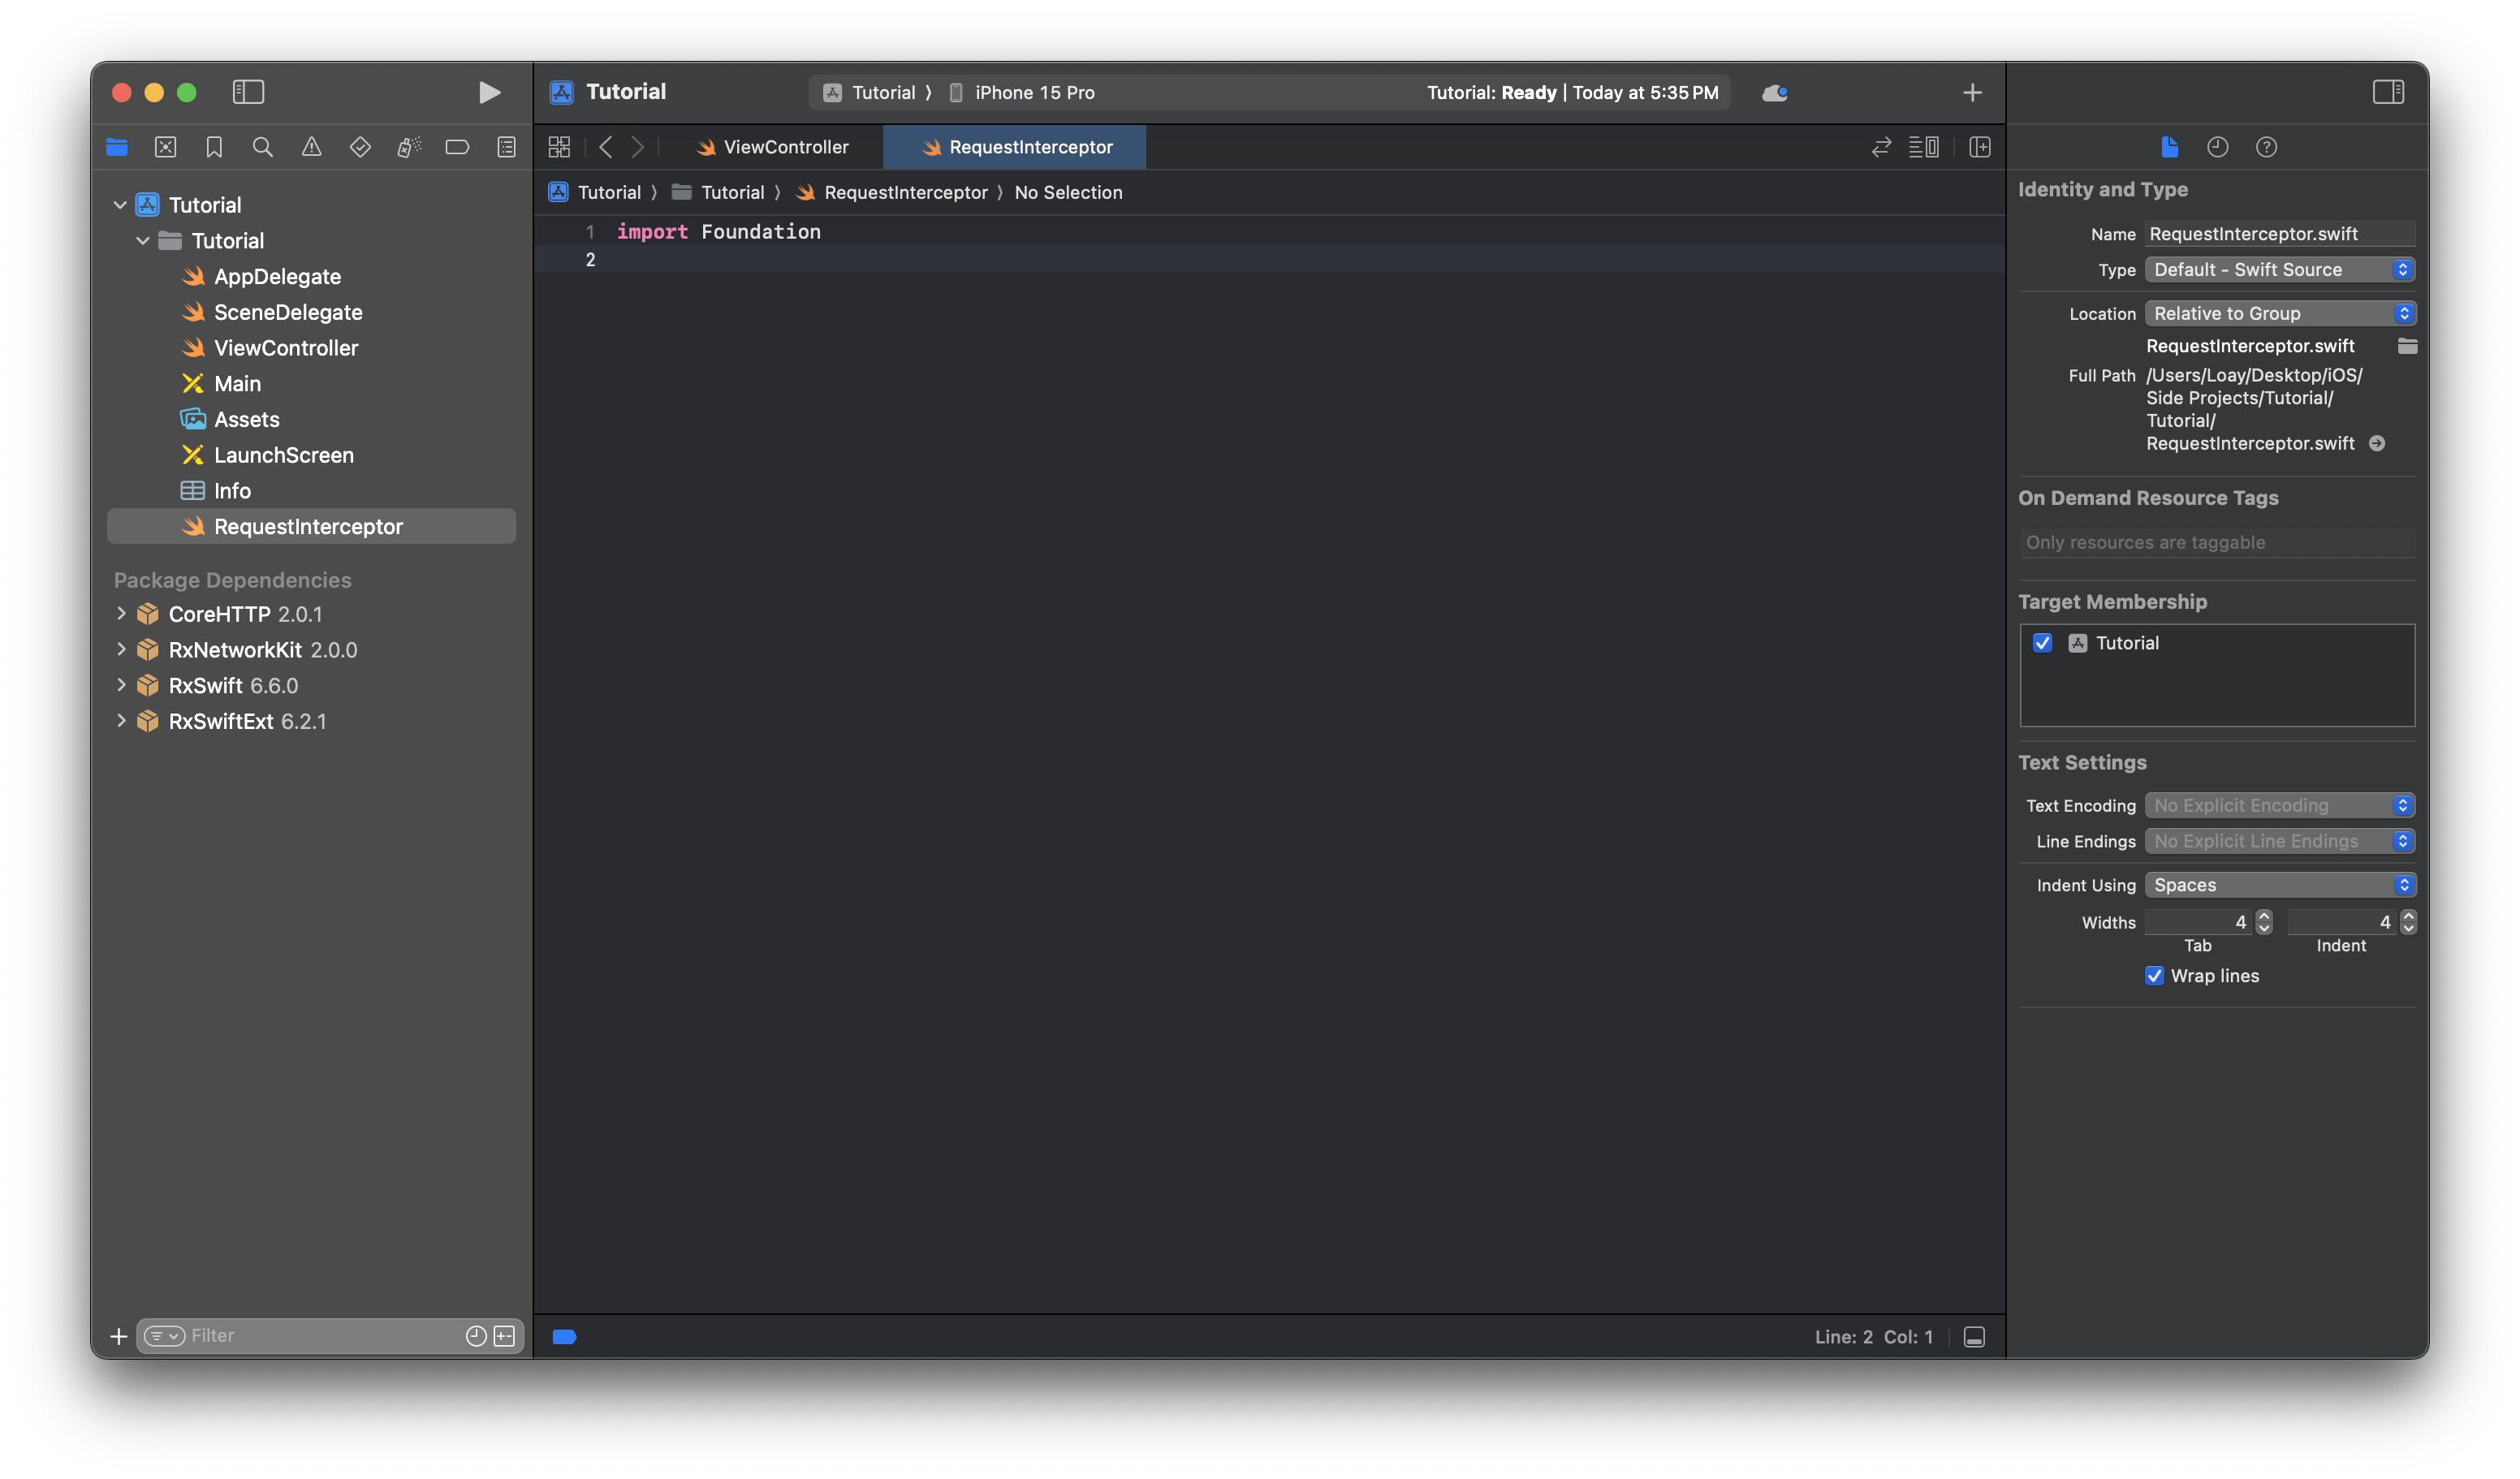 Tutorial
Tutorial
iPhone 15 Pro
Tutorial: Ready | Today at 5:35 PM
ViewController
RequestInterceptor
Tutorial
Tutorial
RequestInterceptor
No Selection
Tutorial
Tutorial
AppDelegate
SceneDelegate
ViewController
Main
Assets
LaunchScreen
Info
RequestInterceptor
Package Dependencies
CoreHTTP 2.0.1
RxNetworkKit 2.0.0
RxSwift 6.6.0
RxSwiftExt 6.2.1
Filter
1 import Foundation
2
Line: 2 Col: 1
Identity and Type
Name RequestInterceptor.swift
Type Default - Swift Source
Location Relative to Group
RequestInterceptor.swift
Full Path /Users/Loay/Desktop/iOS/
Side Projects/Tutorial/
Tutorial/
RequestInterceptor.swift
On Demand Resource Tags
Only resources are taggable
Target Membership
Tutorial
Text Settings
Text Encoding No Explicit Encoding
Line Endings No Explicit Line Endings
Indent Using Spaces
Widths 4 4
Tab Indent
Wrap lines